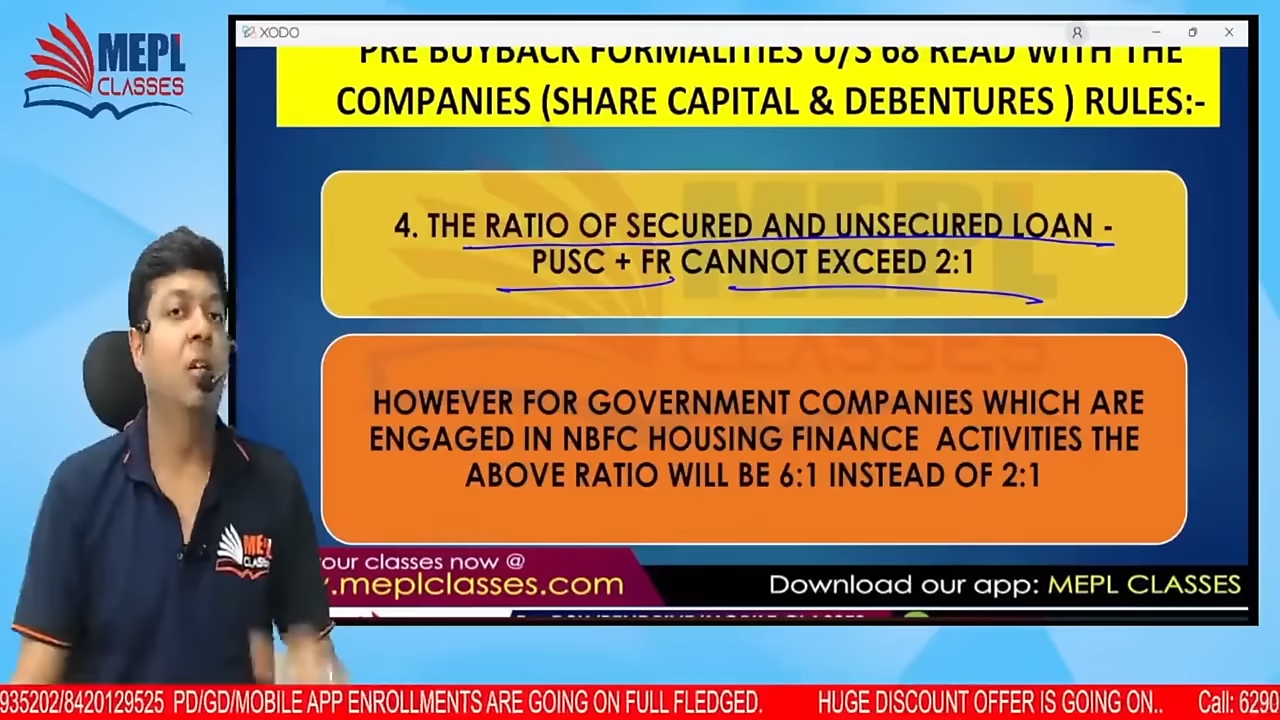 MEPL
CLASSES
XODO
PRE BUYBACK FORMALITIES U/S 68 READ WITH THE
COMPANIES (SHARE CAPITAL & DEBENTURES ) RULES:-
4. THE RATIO OF SECURED AND UNSECURED LOAN -
PUSC + FR CANNOT EXCEED 2:1
HOWEVER FOR GOVERNMENT COMPANIES WHICH ARE
ENGAGED IN NBFC HOUSING FINANCE ACTIVITIES THE
ABOVE RATIO WILL BE 6:1 INSTEAD OF 2:1
MEPL
CLASSES
your classes now @
.meplclasses.com
Download our app: MEPL CLASSES
935202/8420129525 PD/GD/MOBILE APP ENROLLMENTS ARE GOING ON FULL FLEDGED. HUGE DISCOUNT OFFER IS GOING ON.. Call: 6290